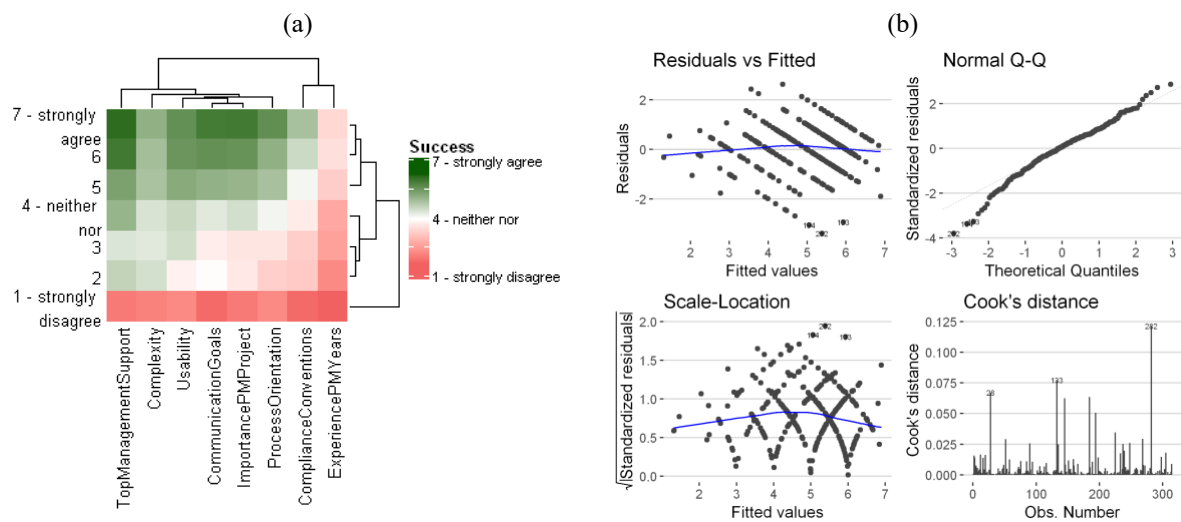 (a)
7 - strongly
agree
6
5
4 - neither
nor
3
2
1 - strongly
disagree
TopManagementSupport
Complexity
Usability
CommunicationGoals
ImportancePMProject
ProcessOrientation
ComplianceConventions
ExperiencePMYears
Success
7 - strongly agree
4 - neither nor
1 - strongly disagree
(b)
Residuals vs Fitted
Residuals
2
0
-2
194
193
202
1 2 3 4 5 6 7
Fitted values
Normal Q-Q
Standardized residuals
2
0
-2
-4
202
-3 -2 -1 0 1 2 3
Theoretical Quantiles
Scale-Location
√|Standardized residuals|
2.0
1.5
1.0
0.5
0.0
2 3 4 5 6 7
Fitted values
Cook's distance
Cook's distance
0.125
0.100
0.075
0.050
0.025
0.000
0 100 200 300
Obs. Number